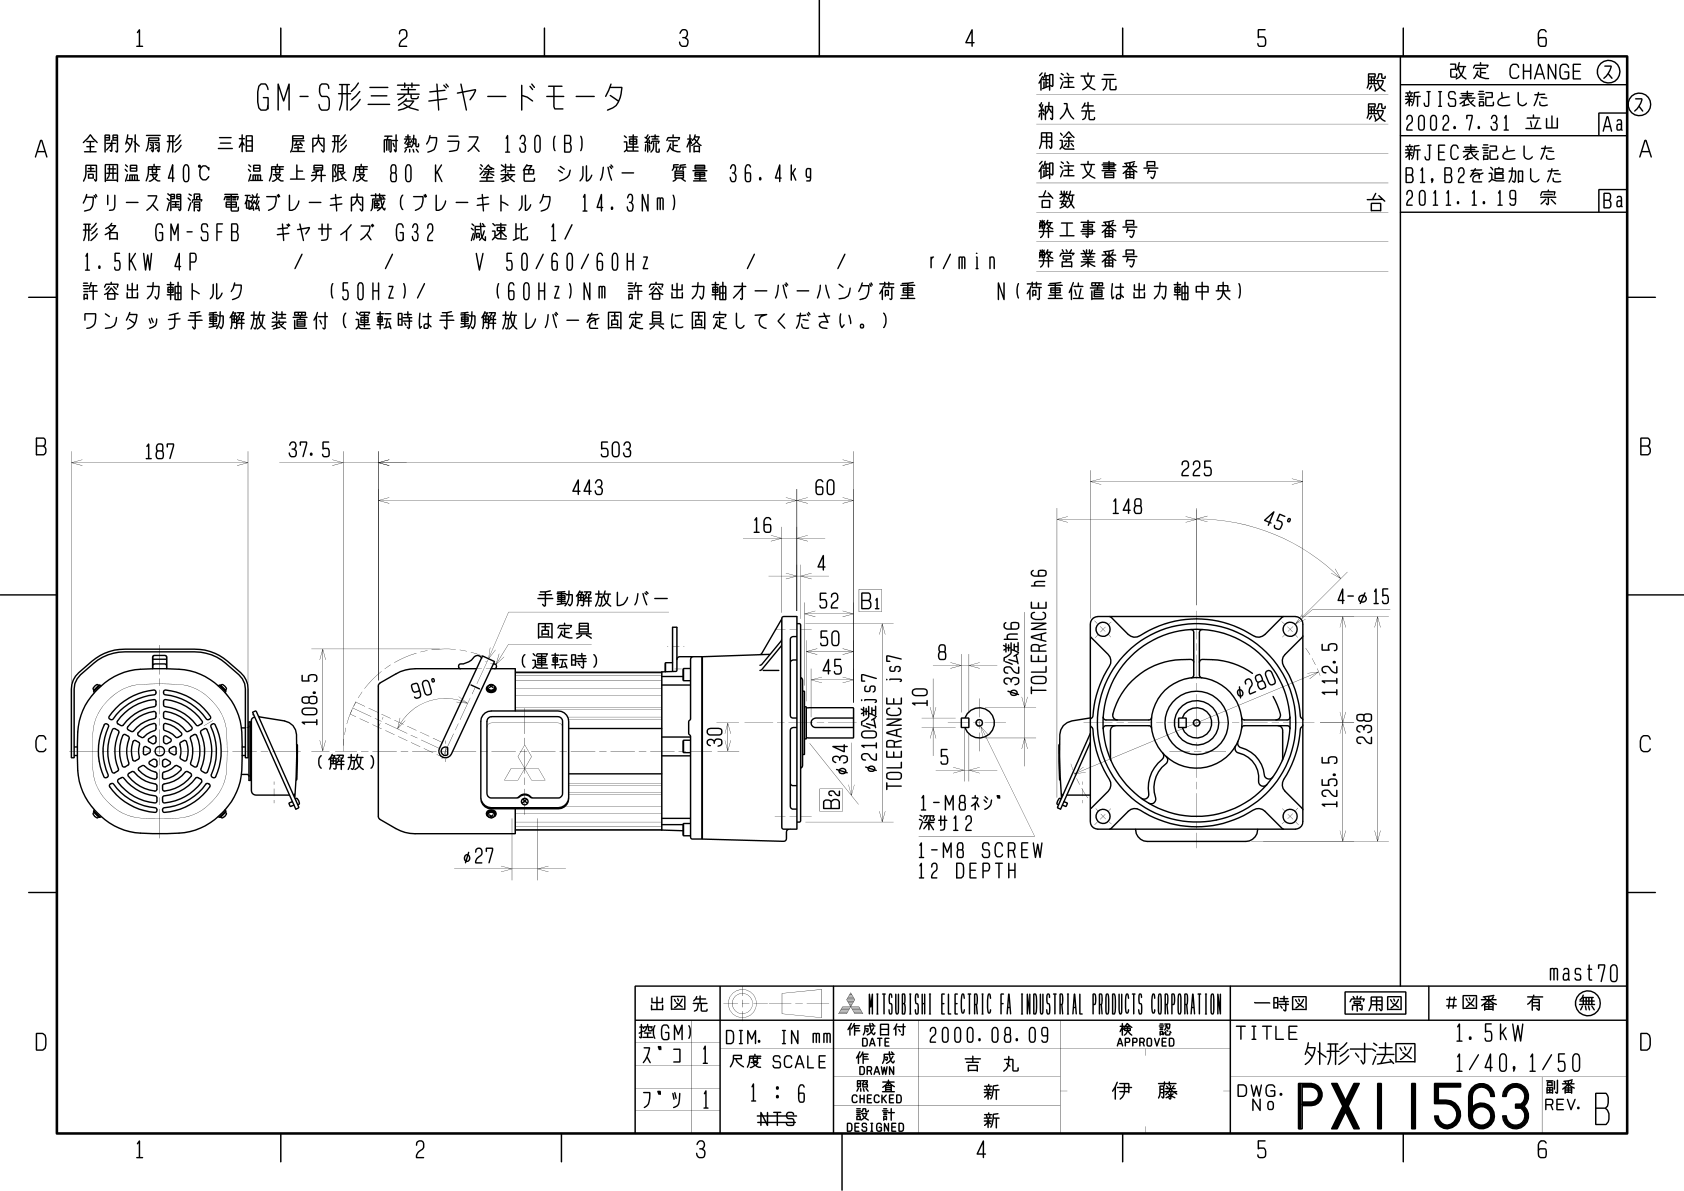 1 2 3 4 5 6
A
B
C
D
GM-S形三菱ギヤードモータ
全閉外扇形 三相 屋内形 耐熱クラス 130(B) 連続定格
周囲温度40℃ 温度上昇限度 80 K 塗装色 シルバー 質量 36.4kg
グリース潤滑 電磁ブレーキ内蔵(ブレーキトルク 14.3Nm)
形名 GM-SFB ギヤサイズ G32 減速比 1/
1.5KW 4P / / V 50/60/60Hz / / r/min
許容出力軸トルク (50Hz)/ (60Hz)Nm 許容出力軸オーバーハング荷重 N(荷重位置は出力軸中央)
ワンタッチ手動解放装置付(運転時は手動解放レバーを固定具に固定してください。)
御注文元 殿
納入先 殿
用途
御注文書番号
台数 台
弊工事番号
弊営業番号
改定 CHANGE ス
新JIS表記とした
2002.7.31 立山 Aa
新JEC表記とした
B1,B2を追加した
2011.1.19 宗 Ba
ス
A
B
C
D
187
37.5
503
443
60
16
4
52 B1
50
45
手動解放レバー
固定具
(運転時)
90°
108.5
(解放)
30
φ34
B2
φ210公差js7
TOLERANCE js7
φ27
8
10
5
φ32公差h6
TOLERANCE h6
1-M8ネジ
深サ12
1-M8 SCREW
12 DEPTH
225
148
45°
4-φ15
φ280
112.5
238
125.5
mast70
出図先
控(GM)
ズコ 1
ブツ 1
DIM. IN mm
尺度 SCALE
1 : 6
NTS
MITSUBISHI ELECTRIC FA INDUSTRIAL PRODUCTS CORPORATION
作成日付
DATE
2000.08.09
検 認
APPROVED
作 成
DRAWN
吉 丸
照 査
CHECKED
新
伊 藤
設 計
DESIGNED
新
一時図 常用図 #図番 有 無
TITLE
外形寸法図
1.5kW
1/40,1/50
DWG.
No
PX11563
副番
REV.
B
1 2 3 4 5 6